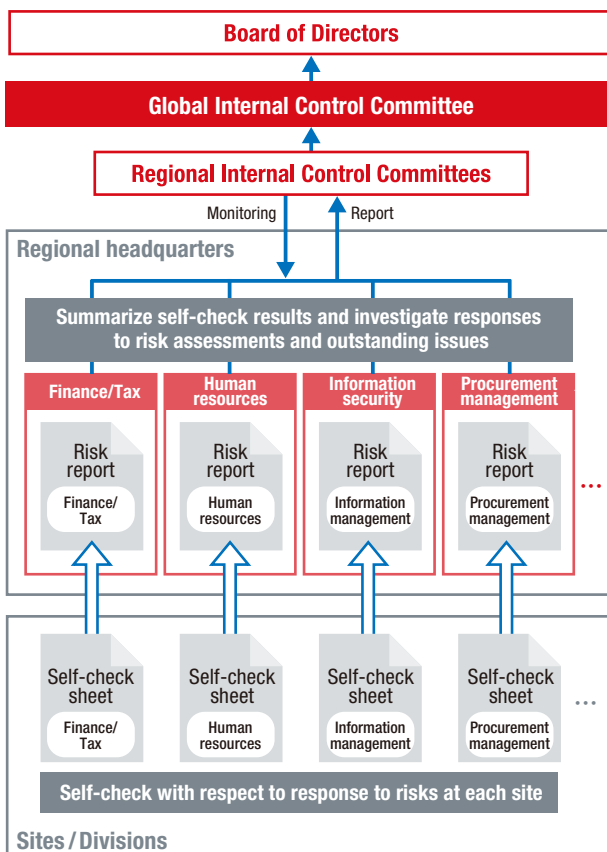 Board of Directors
Global Internal Control Committee
Regional Internal Control Committees
Monitoring
Report
Regional headquarters
Summarize self-check results and investigate responses
to risk assessments and outstanding issues
Finance/Tax
Human
resources
Information
security
Procurement
management
Risk
report
Finance/
Tax
Risk
report
Human
resources
Risk
report
Information
management
Risk
report
Procurement
management
...
Self-check
sheet
Finance/
Tax
Self-check
sheet
Human
resources
Self-check
sheet
Information
management
Self-check
sheet
Procurement
management
...
Self-check with respect to response to risks at each site
Sites / Divisions